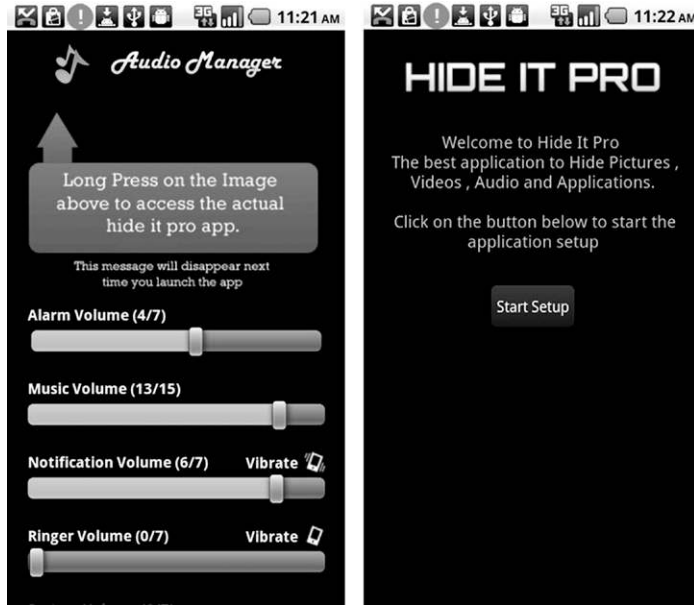 3G
11:21 AM
Audio Manager
Long Press on the Image
above to access the actual
hide it pro app.
This message will disappear next
time you launch the app
Alarm Volume (4/7)
Music Volume (13/15)
Notification Volume (6/7) Vibrate
Ringer Volume (0/7) Vibrate
3G
11:22 AM
HIDE IT PRO
Welcome to Hide It Pro
The best application to Hide Pictures ,
Videos , Audio and Applications.
Click on the button below to start the
application setup
Start Setup